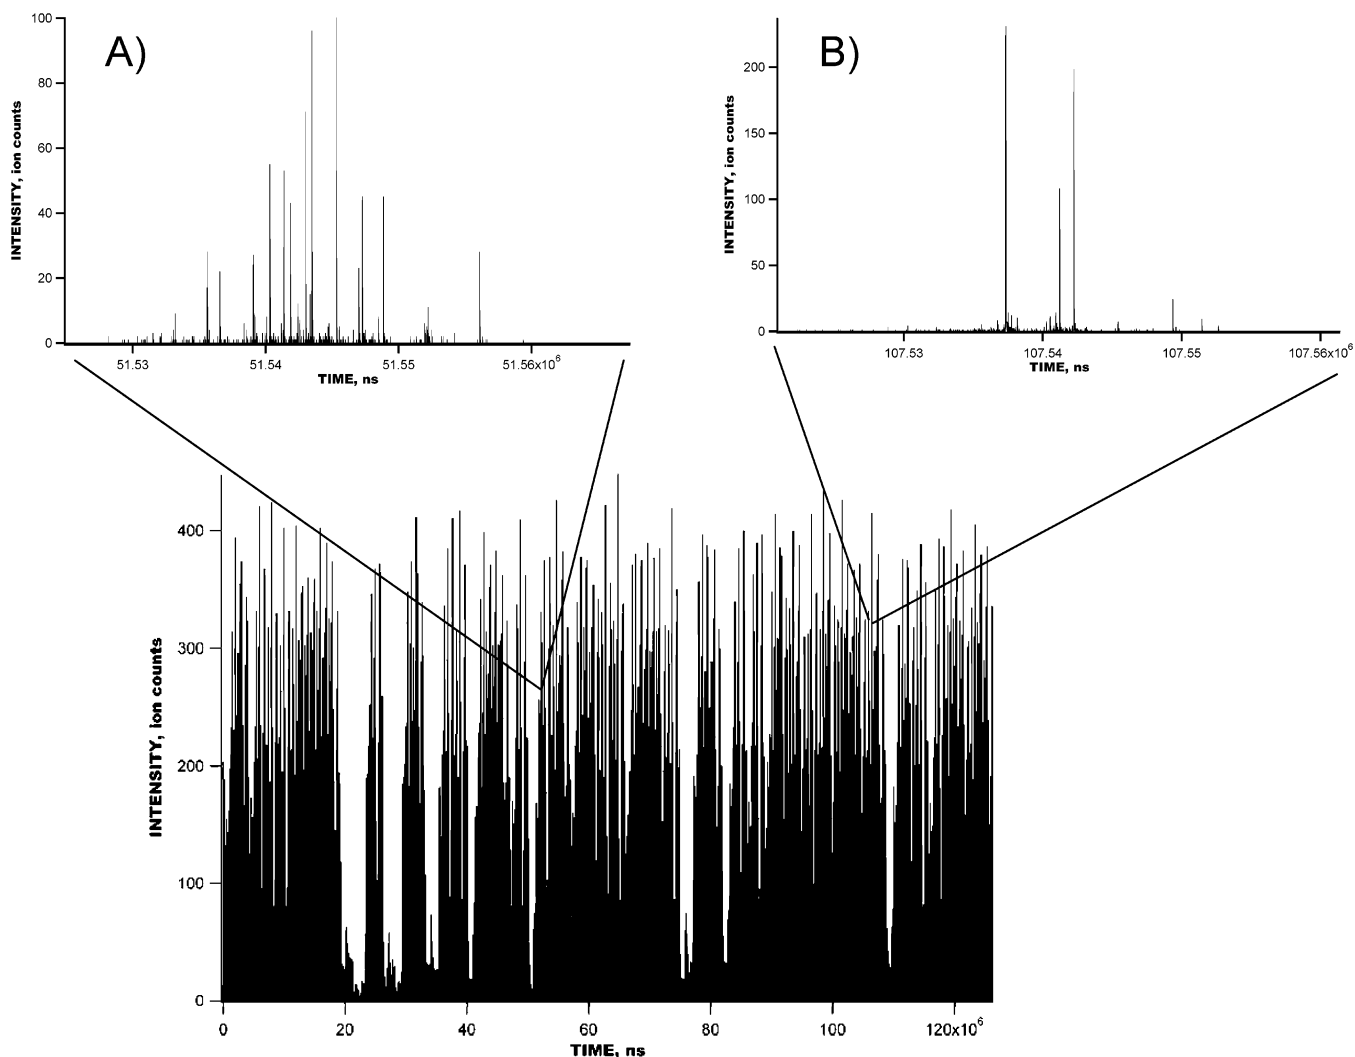 A)
INTENSITY, ion counts
100
80
60
40
20
0
51.53
51.54
51.55
51.56x10⁶
TIME, ns
B)
INTENSITY, ion counts
200
150
100
50
0
107.53
107.54
107.55
107.56x10⁶
TIME, ns
INTENSITY, ion counts
400
300
200
100
0
0
20
40
60
80
100
120x10⁶
TIME, ns